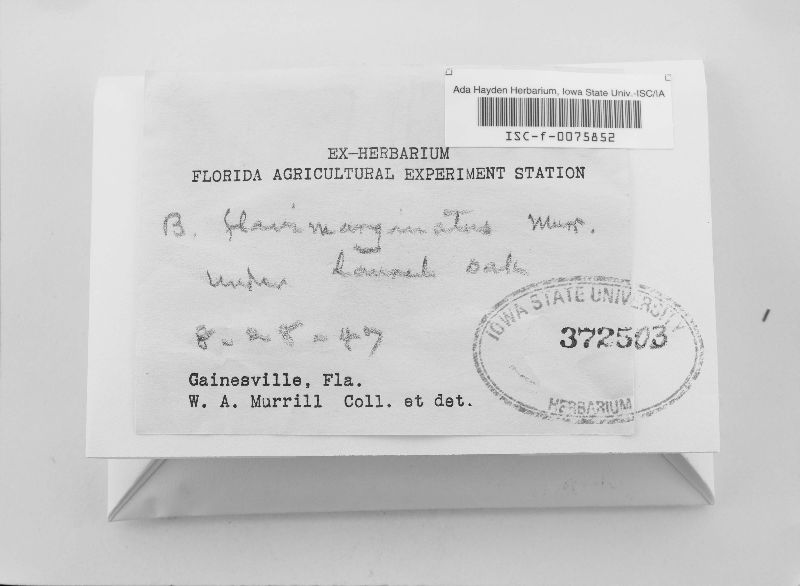 Ada Hayden Herbarium, Iowa State Univ.-ISC/IA
ISC-f-0075852
EX-HERBARIUM
FLORIDA AGRICULTURAL EXPERIMENT STATION
B. flavimarginatus Murr.
under laurel oak
8-28-47
Gainesville, Fla.
W. A. Murrill Coll. et det.
IOWA STATE UNIVERSITY
372503
HERBARIUM